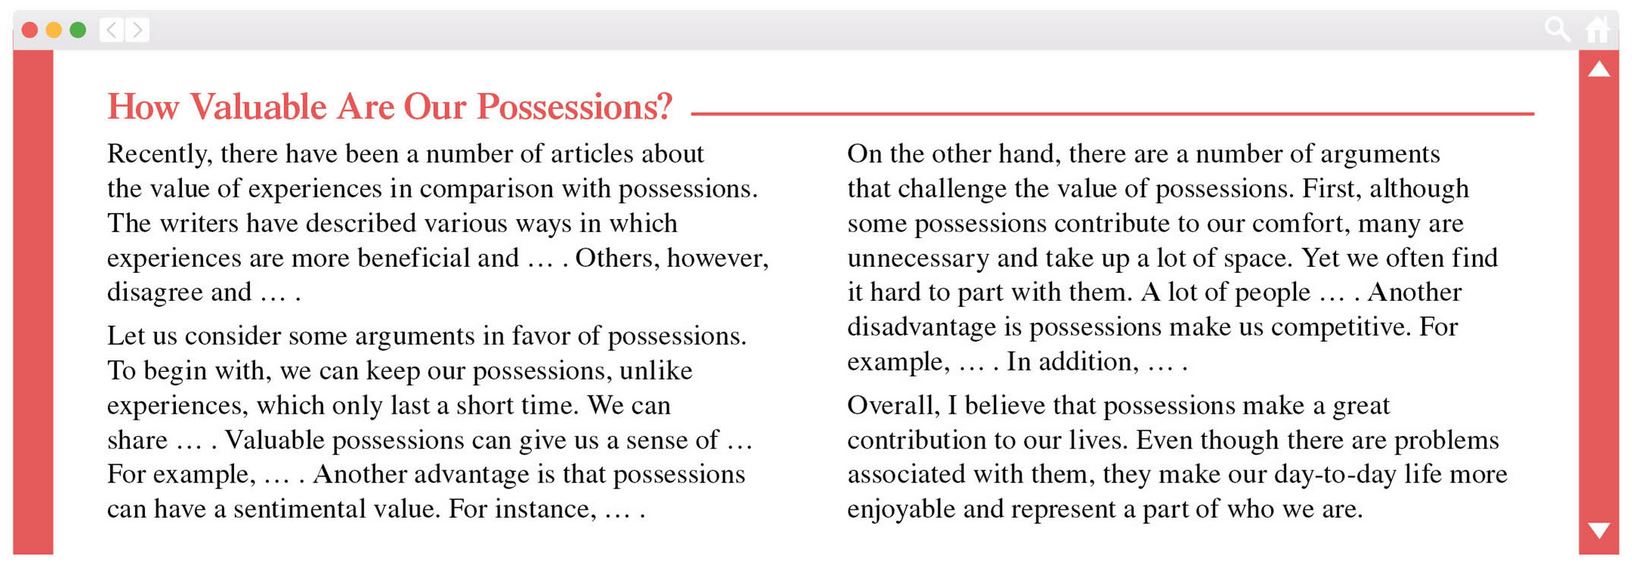 How Valuable Are Our Possessions?
Recently, there have been a number of articles about
the value of experiences in comparison with possessions.
The writers have described various ways in which
experiences are more beneficial and … . Others, however,
disagree and … .
Let us consider some arguments in favor of possessions.
To begin with, we can keep our possessions, unlike
experiences, which only last a short time. We can
share … . Valuable possessions can give us a sense of …
For example, … . Another advantage is that possessions
can have a sentimental value. For instance, … .
On the other hand, there are a number of arguments
that challenge the value of possessions. First, although
some possessions contribute to our comfort, many are
unnecessary and take up a lot of space. Yet we often find
it hard to part with them. A lot of people … . Another
disadvantage is possessions make us competitive. For
example, … . In addition, … .
Overall, I believe that possessions make a great
contribution to our lives. Even though there are problems
associated with them, they make our day-to-day life more
enjoyable and represent a part of who we are.